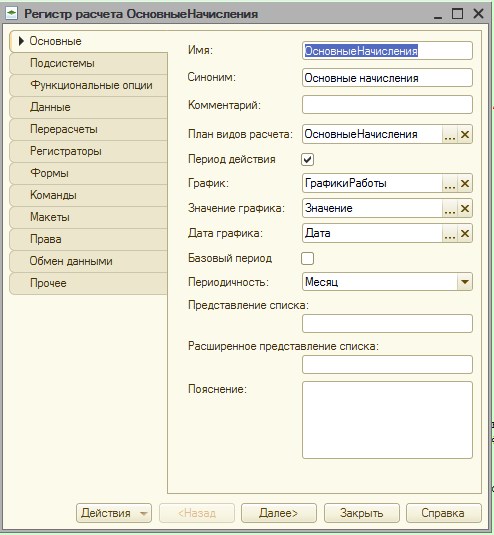 Регистр расчета ОсновныеНачисления
Основные
Подсистемы
Функциональные опции
Данные
Перерасчеты
Регистраторы
Формы
Команды
Макеты
Права
Обмен данными
Прочее
Имя: ОсновныеНачисления
Синоним: Основные начисления
Комментарий:
План видов расчета: ОсновныеНачисления ...
Период действия
График: ГрафикиРаботы ...
Значение графика: Значение ...
Дата графика: Дата ...
Базовый период
Периодичность: Месяц
Представление списка:
Расширенное представление списка:
Пояснение:
Действия <Назад Далее> Закрыть Справка